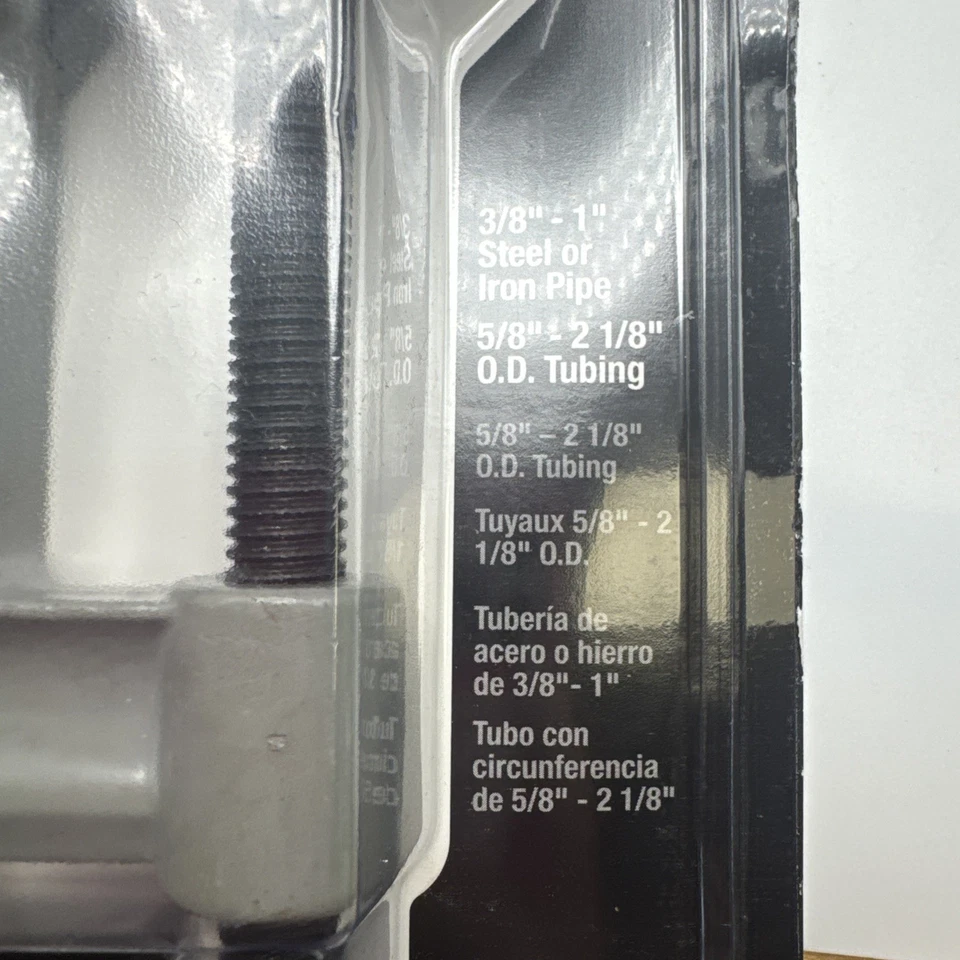 3/8" - 1"
Steel or
Iron Pipe
5/8" - 2 1/8"
O.D. Tubing
5/8" – 2 1/8"
O.D. Tubing
Tuyaux 5/8" - 2
1/8" O.D.
Tubería de
acero o hierro
de 3/8"- 1"
Tubo con
circunferencia
de 5/8" - 2 1/8"